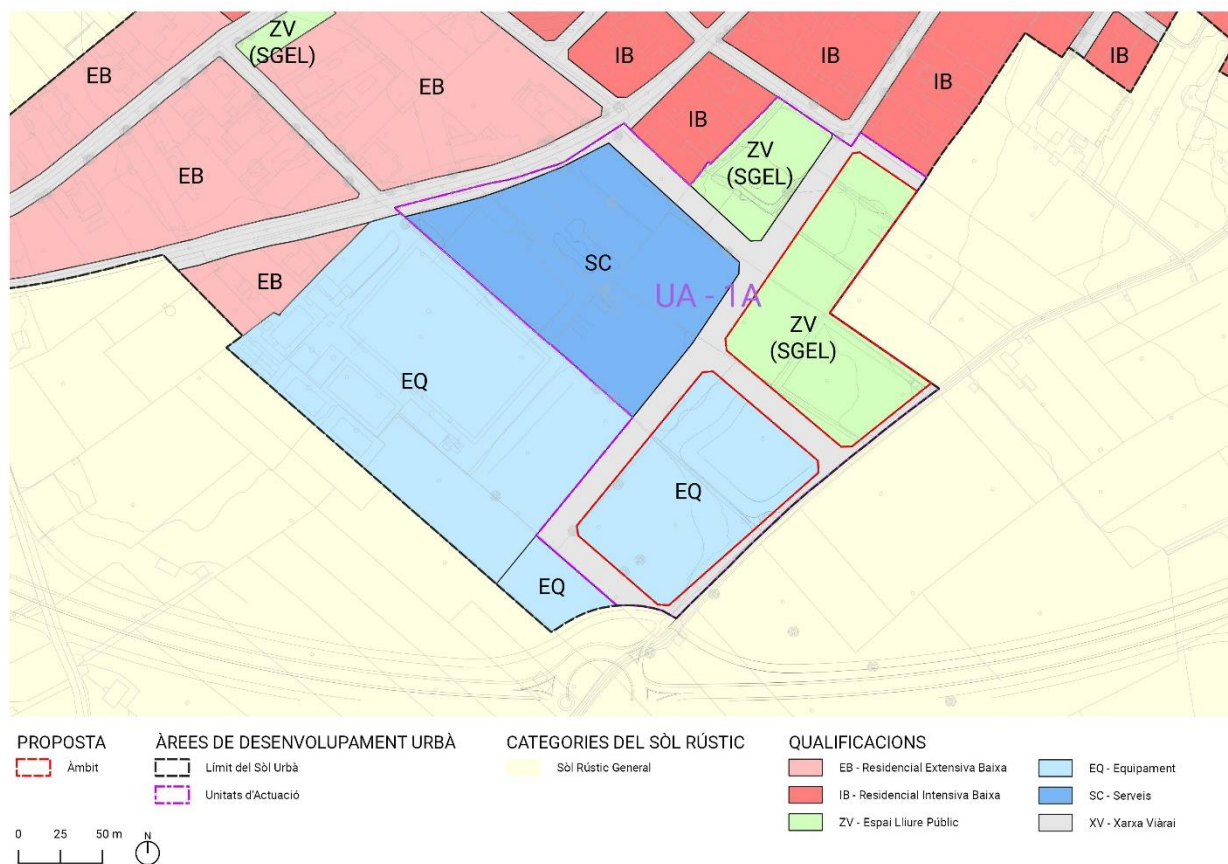 ZV
(SGEL)
EB
EB
IB
IB
IB
IB
IB
ZV
(SGEL)
EB
SC
EB
UA - 1A
ZV
(SGEL)
EQ
EQ
EQ
PROPOSTA
Àmbit
ÀREES DE DESENVOLUPAMENT URBÀ
Límit del Sòl Urbà
Unitats d'Actuació
CATEGORIES DEL SÒL RÚSTIC
Sòl Rústic General
QUALIFICACIONS
EB - Residencial Extensiva Baixa
IB - Residencial Intensiva Baixa
ZV - Espai Lliure Públic
EQ - Equipament
SC - Serveis
XV - Xarxa Viàrai
0 25 50 m
N